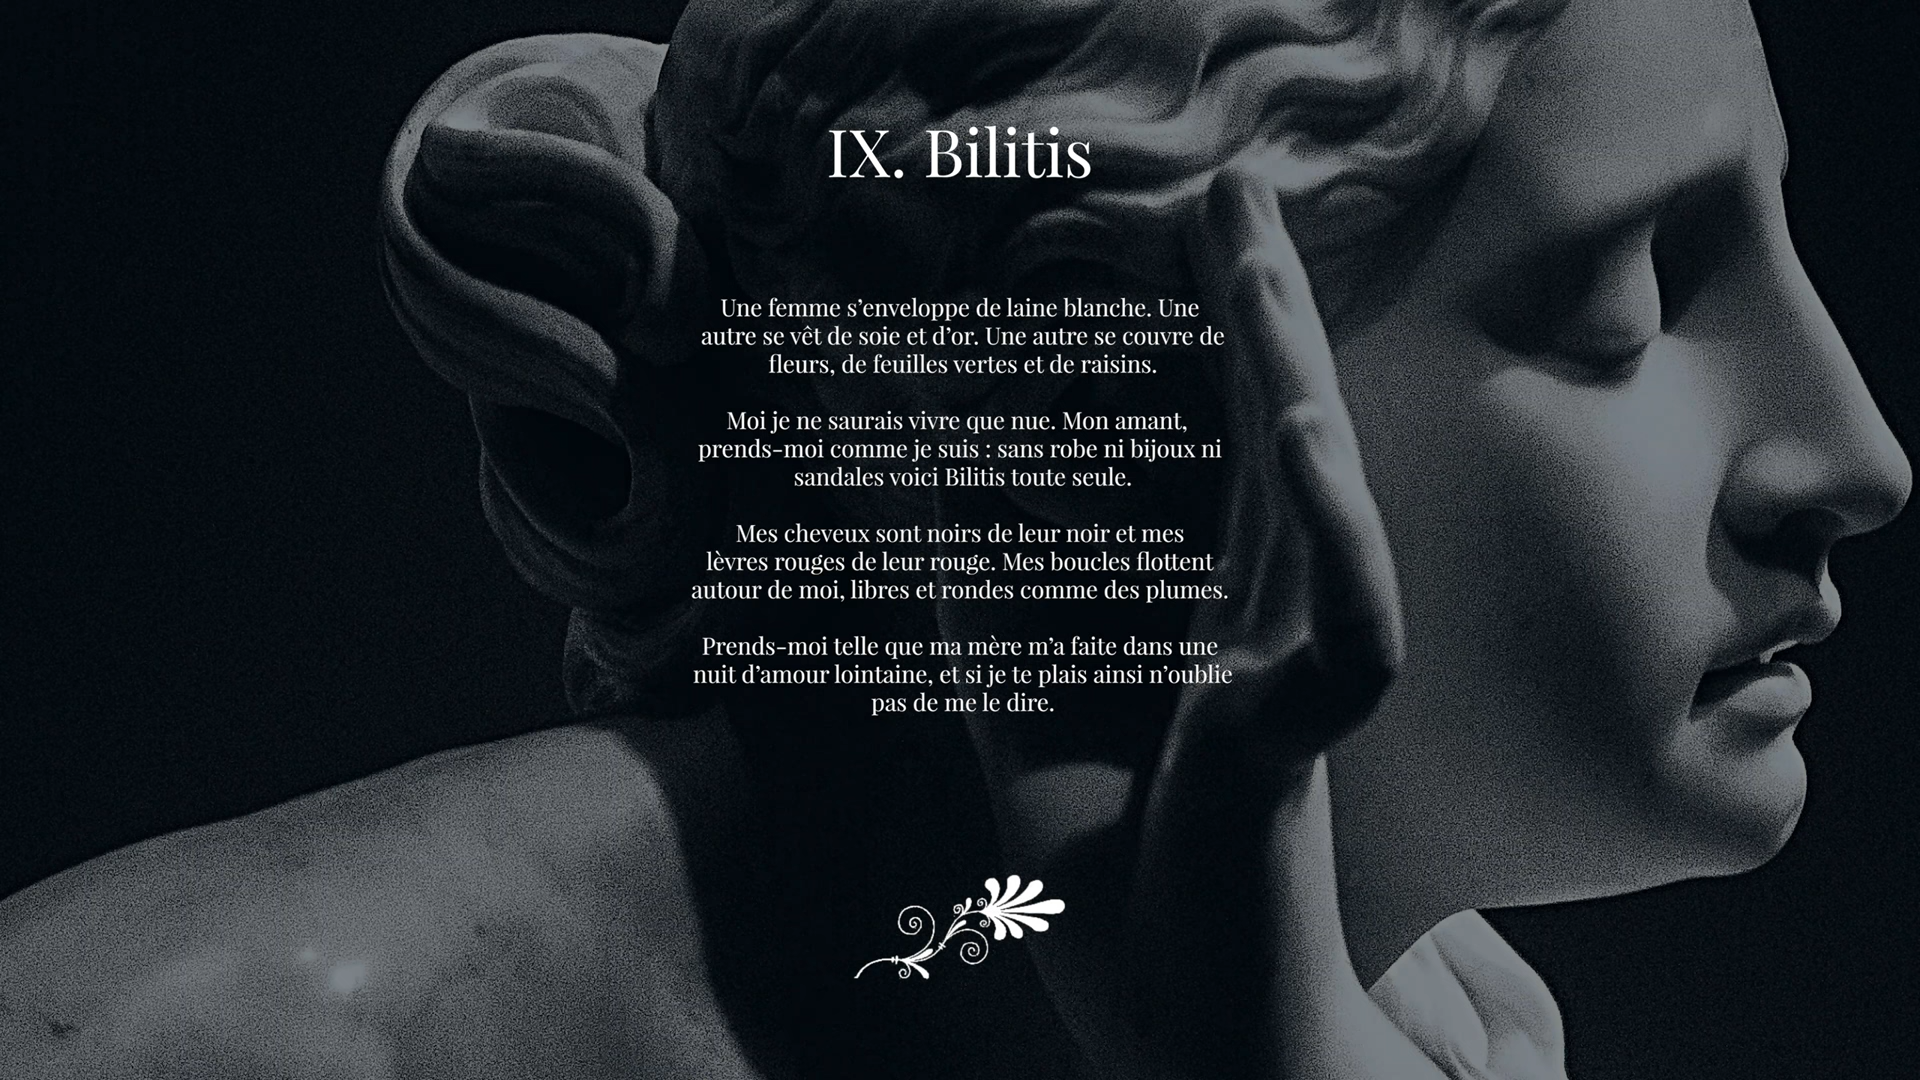 IX. Bilitis
Une femme s’enveloppe de laine blanche. Une
autre se vêt de soie et d’or. Une autre se couvre de
fleurs, de feuilles vertes et de raisins.
Moi je ne saurais vivre que nue. Mon amant,
prends-moi comme je suis : sans robe ni bijoux ni
sandales voici Bilitis toute seule.
Mes cheveux sont noirs de leur noir et mes
lèvres rouges de leur rouge. Mes boucles flottent
autour de moi, libres et rondes comme des plumes.
Prends-moi telle que ma mère m’a faite dans une
nuit d’amour lointaine, et si je te plais ainsi n’oublie
pas de me le dire.